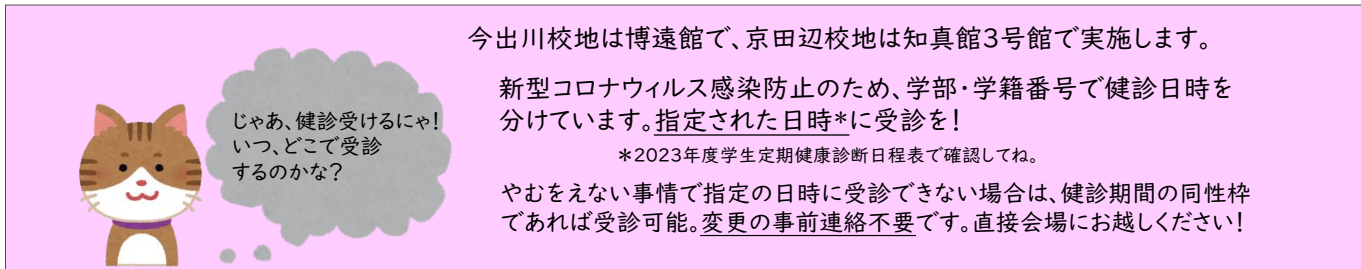 今出川校地は博遠館で、京田辺校地は知真館3号館で実施します。
じゃあ、健診受けるにゃ!
いつ、どこで受診
するのかな?
新型コロナウィルス感染防止のため、学部・学籍番号で健診日時を
分けています。指定された日時*に受診を!
*2023年度学生定期健康診断日程表で確認してね。
やむをえない事情で指定の日時に受診できない場合は、健診期間の同性枠
であれば受診可能。変更の事前連絡不要です。直接会場にお越しください!